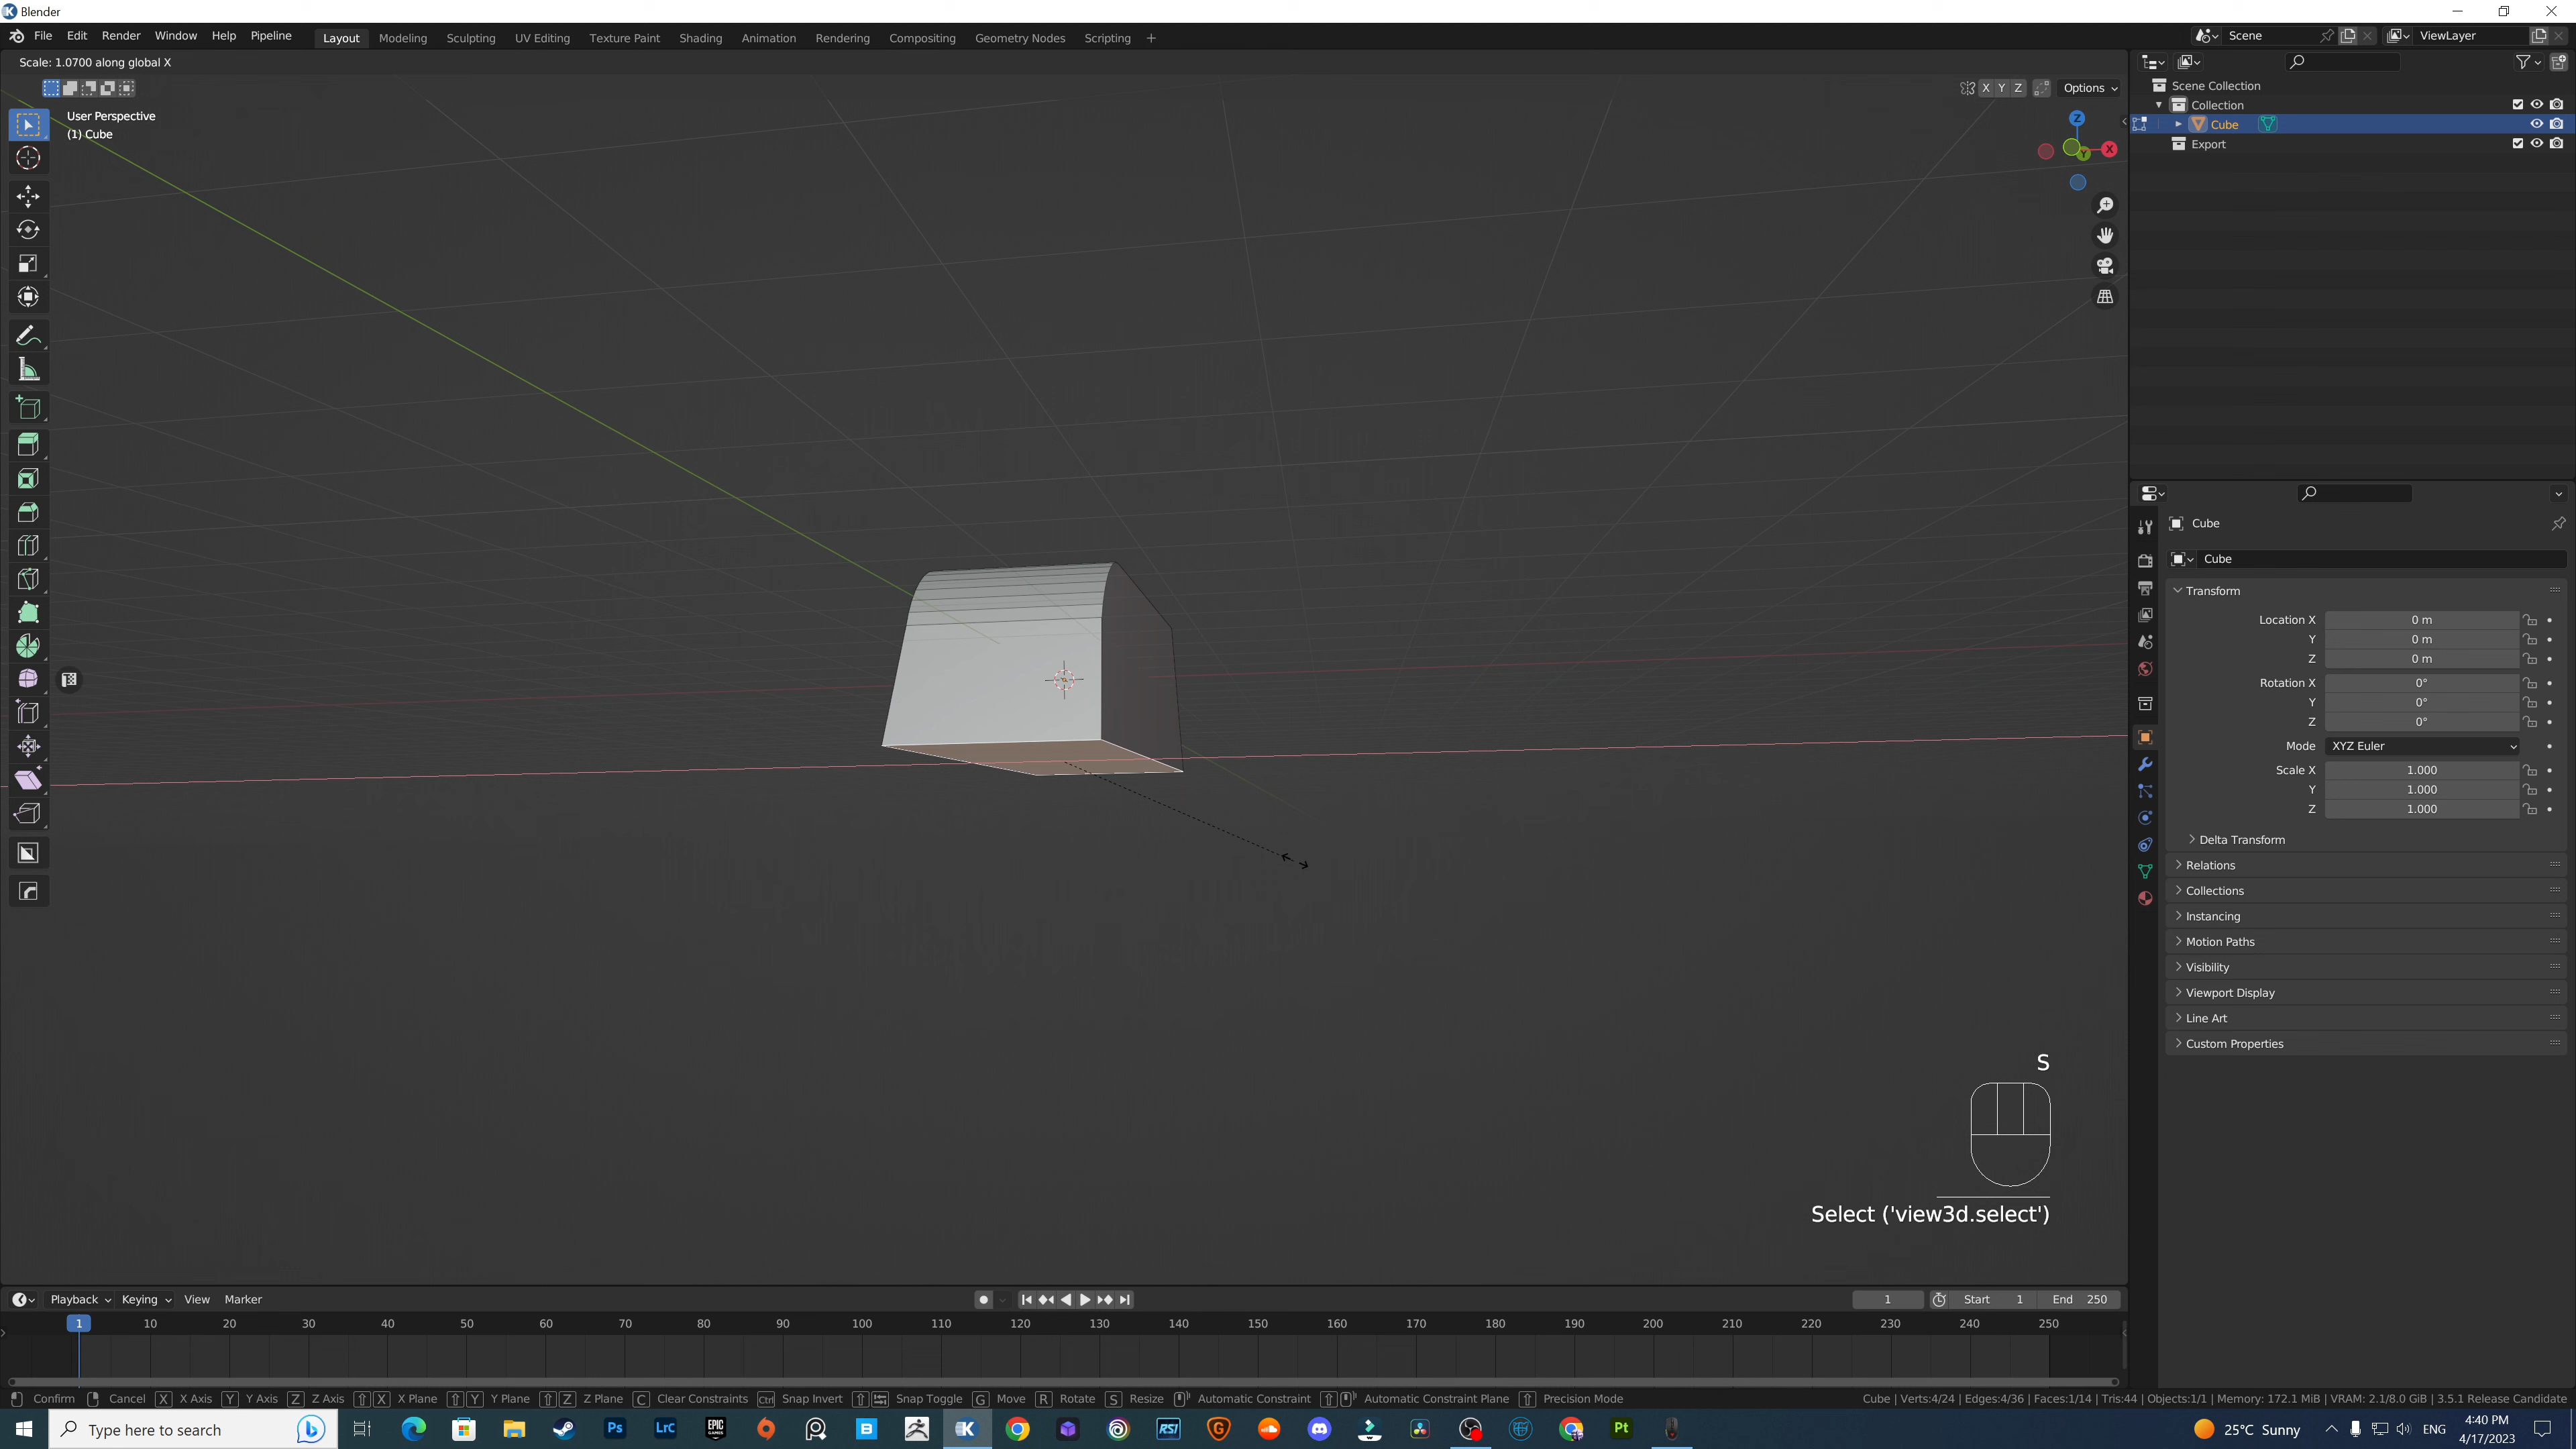 Blender
File Edit Render Window Help Pipeline Layout Modeling Sculpting UV Editing Texture Paint Shading Animation Rendering Compositing Geometry Nodes Scripting +
Scene
ViewLayer
Scale: 1.0700 along global X
X Y Z Options
User Perspective
(1) Cube
Z
X
Y
Scene Collection
Collection
Cube
Export
Cube
Cube
Transform
Location X 0 m
Y 0 m
Z 0 m
Rotation X 0°
Y 0°
Z 0°
Mode XYZ Euler
Scale X 1.000
Y 1.000
Z 1.000
Delta Transform
Relations
Collections
Instancing
Motion Paths
Visibility
Viewport Display
Line Art
Custom Properties
S
Select ('view3d.select')
Playback Keying View Marker
1 Start 1 End 250
1 10 20 30 40 50 60 70 80 90 100 110 120 130 140 150 160 170 180 190 200 210 220 230 240 250
Confirm Cancel X X Axis Y Y Axis Z Z Axis X X Plane Y Y Plane Z Z Plane C Clear Constraints Ctrl Snap Invert Snap Toggle G Move R Rotate S Resize Automatic Constraint Automatic Constraint Plane Precision Mode
Cube | Verts:4/24 | Edges:4/36 | Faces:1/14 | Tris:44 | Objects:1/1 | Memory: 172.1 MiB | VRAM: 2.1/8.0 GiB | 3.5.1 Release Candidate
Type here to search
Ps
LrC
EPIC GAMES
B
K
RSI
G
Pt
25°C Sunny
ENG
4:40 PM
4/17/2023